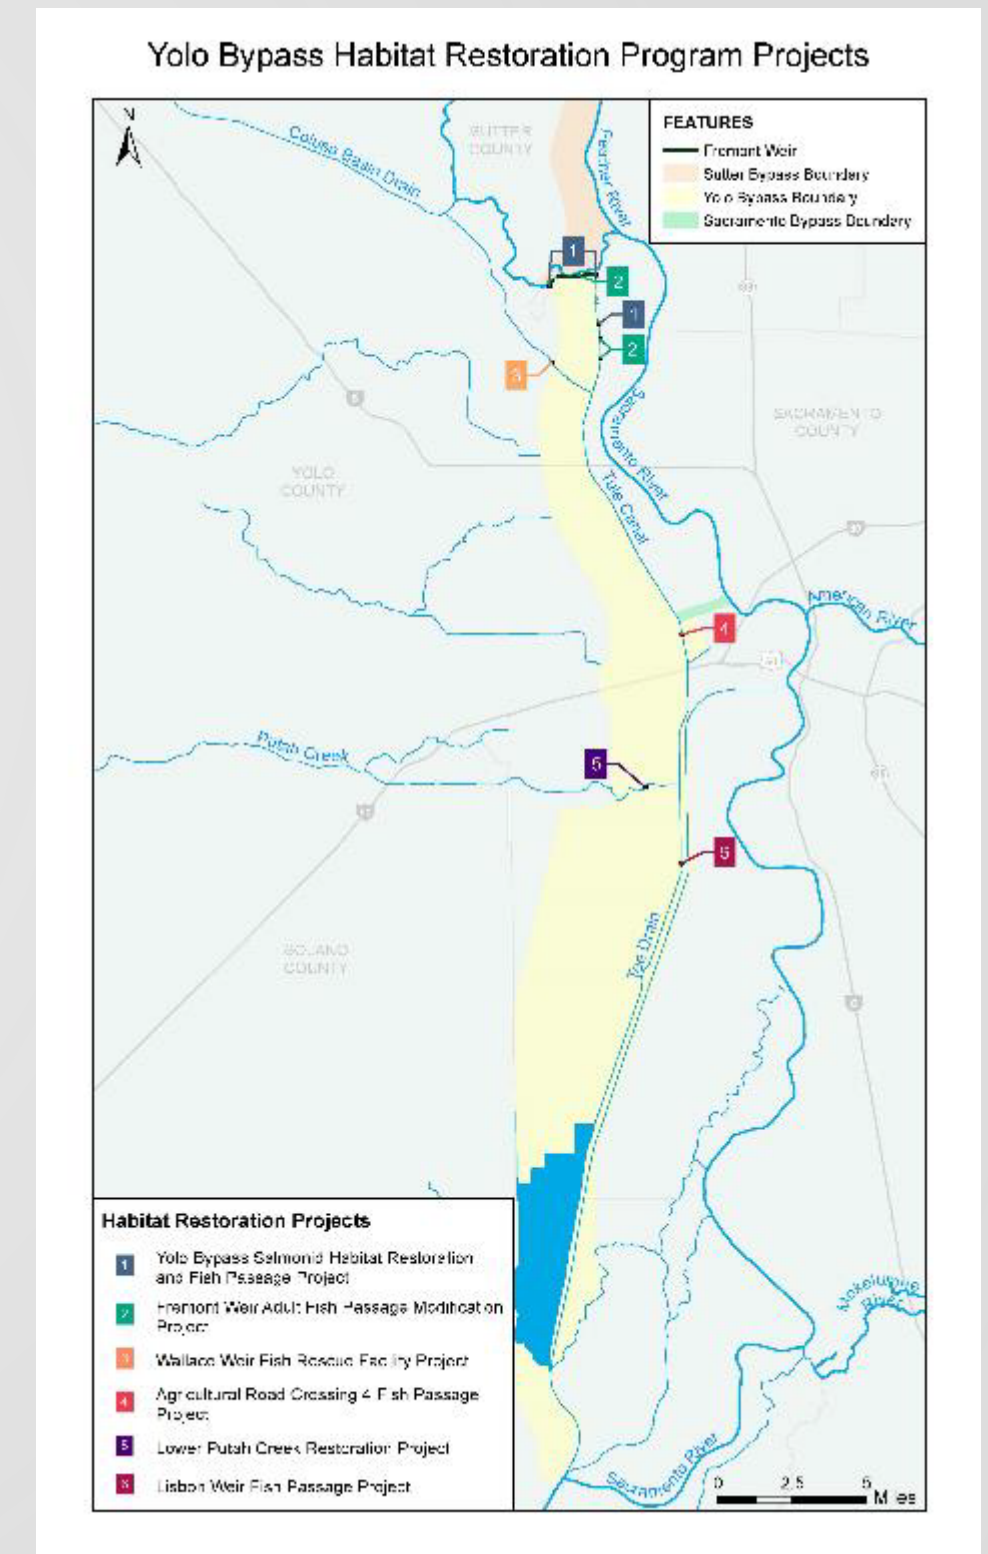 Yolo Bypass Habitat Restoration Program Projects
N
Colusa Basin Drain
SUTTER
COUNTY
Feather River
FEATURES
Fremont Weir
Sutter Bypass Boundary
Yolo Bypass Boundary
Sacramento Bypass Boundary
1
2
1
2
3
5
SACRAMENTO
COUNTY
Sacramento River
YOLO
COUNTY
Tule Canal
80
American River
4
Putah Creek
5
6
SOLANO
COUNTY
Toe Drain
5
Mokelumne
River
Sacramento River
0 2.5 5
Miles
Habitat Restoration Projects
1 Yolo Bypass Salmonid Habitat Restoration
and Fish Passage Project
2 Fremont Weir Adult Fish Passage Modification
Project
3 Wallace Weir Fish Rescue Facility Project
4 Agricultural Road Crossing 4 Fish Passage
Project
5 Lower Putah Creek Restoration Project
6 Lisbon Weir Fish Passage Project